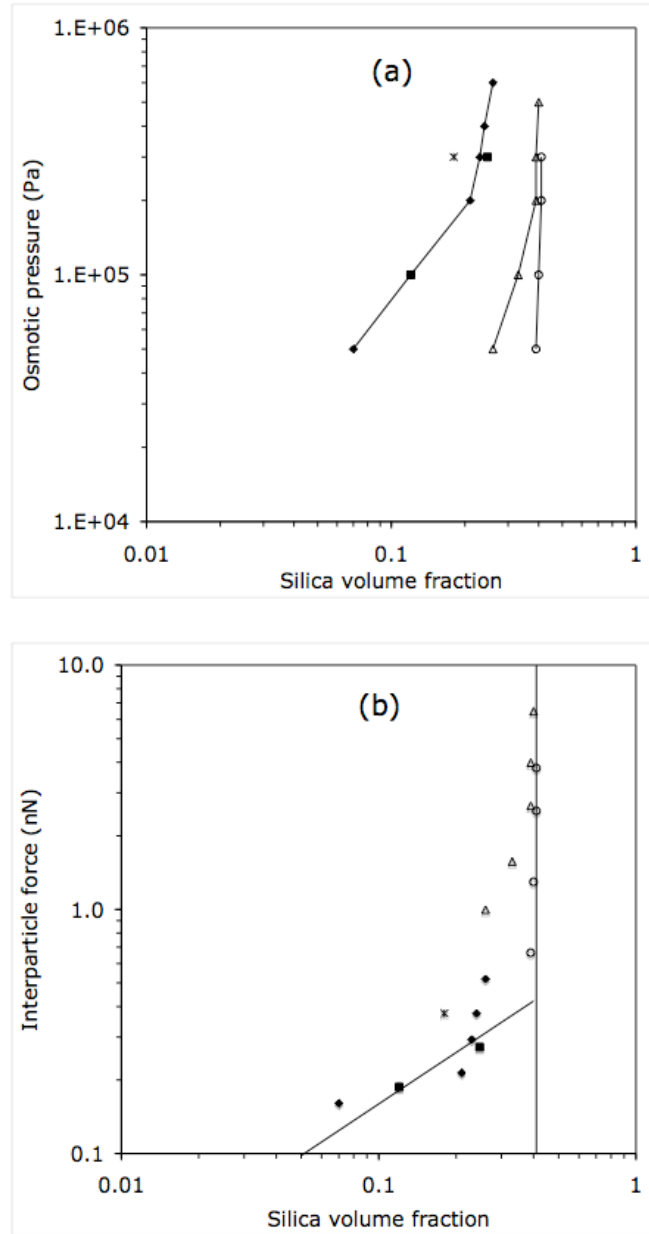 1.E+06
(a)
Osmotic pressure (Pa)
1.E+05
1.E+04
0.01
0.1
1
Silica volume fraction
10.0
(b)
Interparticle force (nN)
1.0
0.1
0.01
0.1
1
Silica volume fraction